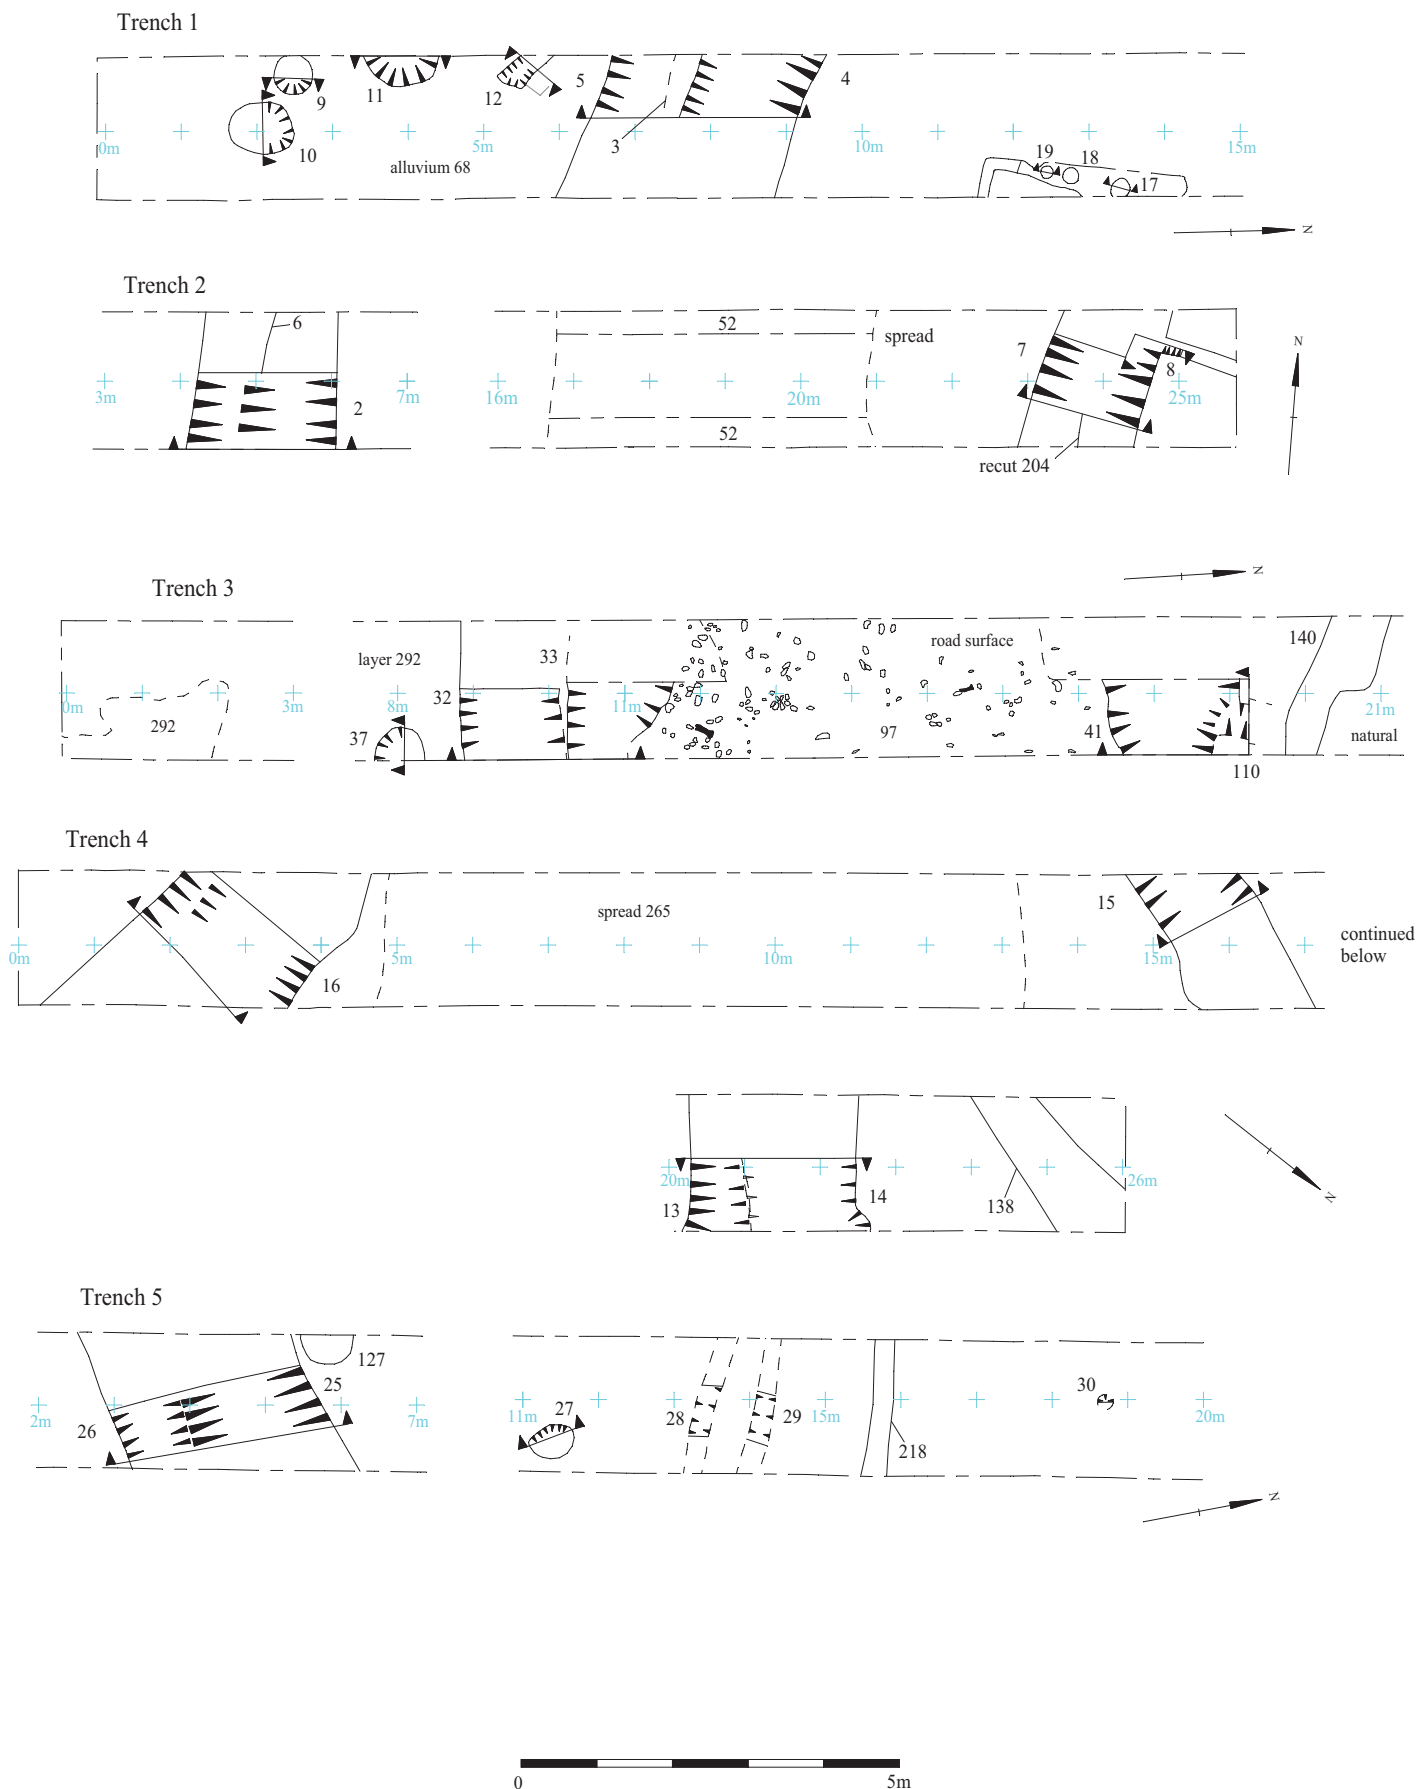 Trench 1
5 4
9 11 12
3
10
0m 5m 10m 15m
alluvium 68
19 18
17
N
Trench 2
6 52
spread
7 8
N
3m 7m 2 16m 20m 25m
52
recut 204
N
Trench 3
layer 292 33 road surface 140
0m 3m 8m 32 11m 21m
292 37 97 41 natural
110
Trench 4
spread 265 15
continued
below
0m 5m 10m 15m
16
20m 26m
13 14 138
N
Trench 5
127
25 30
2m 7m 11m 27 28 29 15m 20m
26 218
N
0 5m